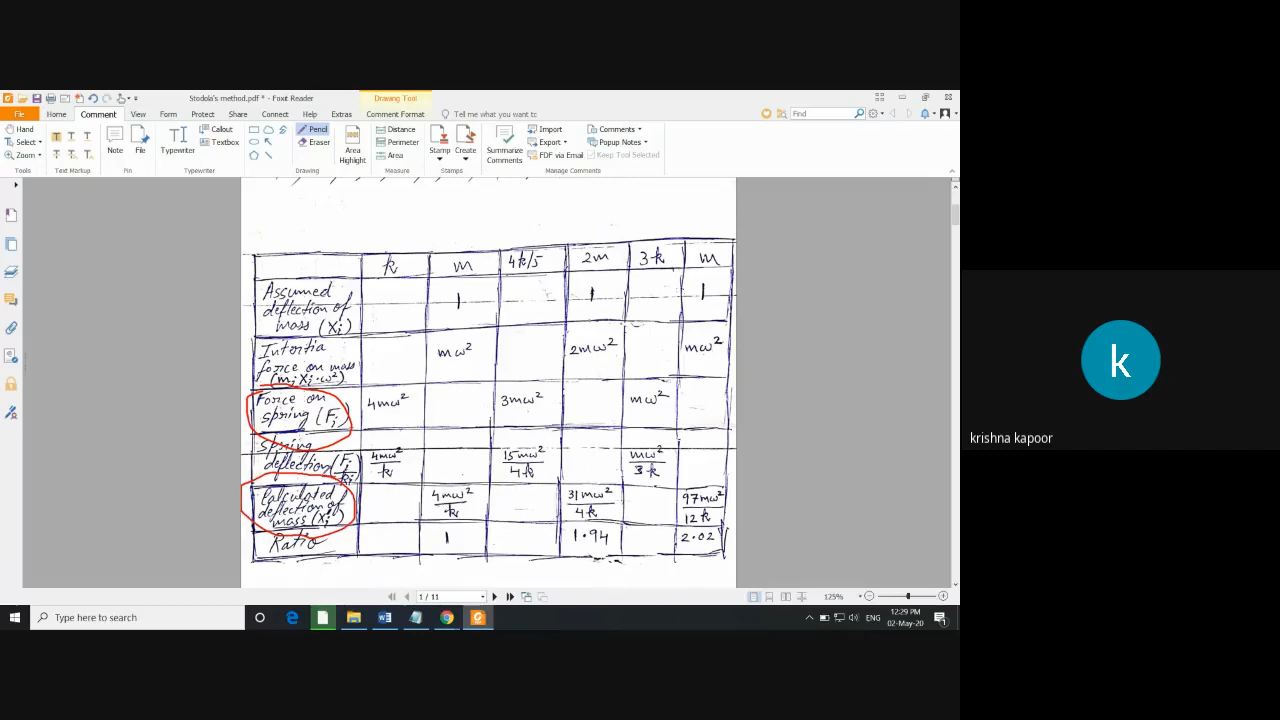 Stodola's method.pdf * - Foxit Reader
Drawing Tool
File Home Comment View Form Protect Share Connect Help Extras Comment Format Tell me what you want to do
Find
Hand
Select
Zoom
Tools
Text Markup
Note
File
Pin
Typewriter
Callout
Textbox
Typewriter
Pencil
Eraser
Drawing
Area Highlight
Distance
Perimeter
Area
Measure
Stamp
Create
Stamps
Summarize Comments
Import
Export
FDF via Email
Comments
Popup Notes
Keep Tool Selected
Manage Comments
k m 4k/5 2m 3k m
Assumed deflection of mass (Xi) 1 1 1
Intertia force on mass (mi Xi·ω²) mω² 2mω² mω²
Force on spring (Fi) 4mω² 3mω² mω²
spring deflection (Fi/ki) 4mω²/k 15mω²/4k mω²/3k
Calculated deflection of mass (Xi) 4mω²/k 31mω²/4k 97mω²/12k
Ratio 1 1.94 2.02
1 / 11
125%
Type here to search
ENG
12:29 PM
02-May-20
k
krishna kapoor